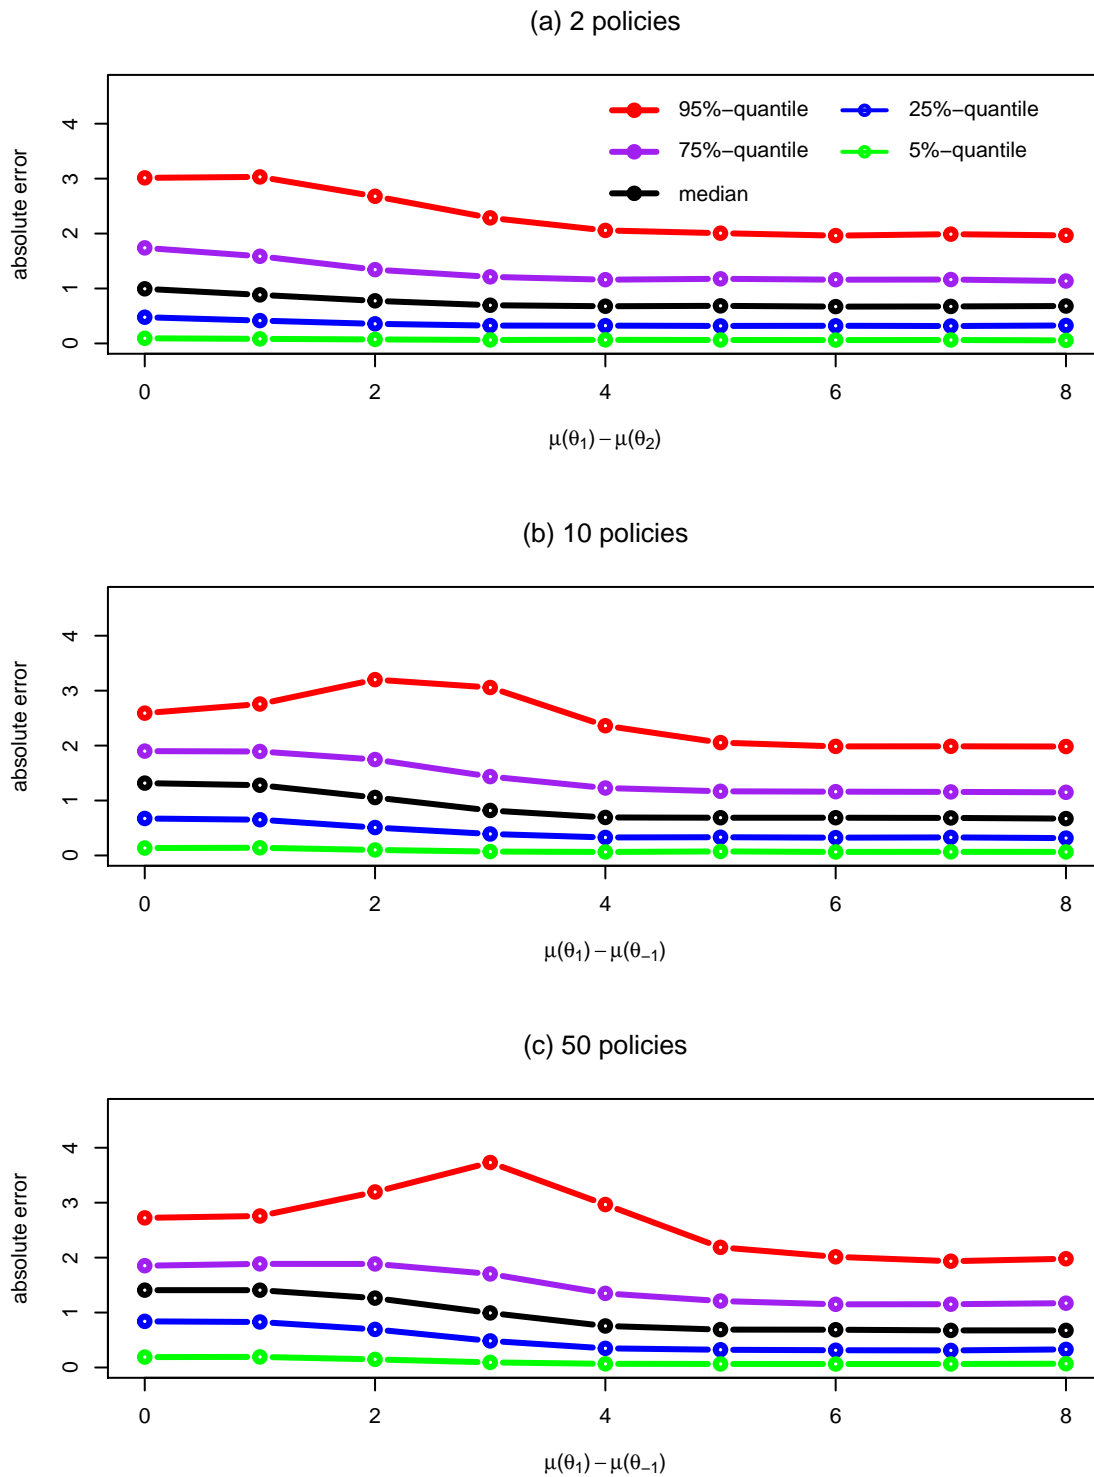 (a) 2 policies
absolute error
4
3
2
1
0
95%−quantile
75%−quantile
median
25%−quantile
5%−quantile
0 2 4 6 8
μ(θ₁) − μ(θ₂)
(b) 10 policies
absolute error
4
3
2
1
0
0 2 4 6 8
μ(θ₁) − μ(θ₋₁)
(c) 50 policies
absolute error
4
3
2
1
0
0 2 4 6 8
μ(θ₁) − μ(θ₋₁)